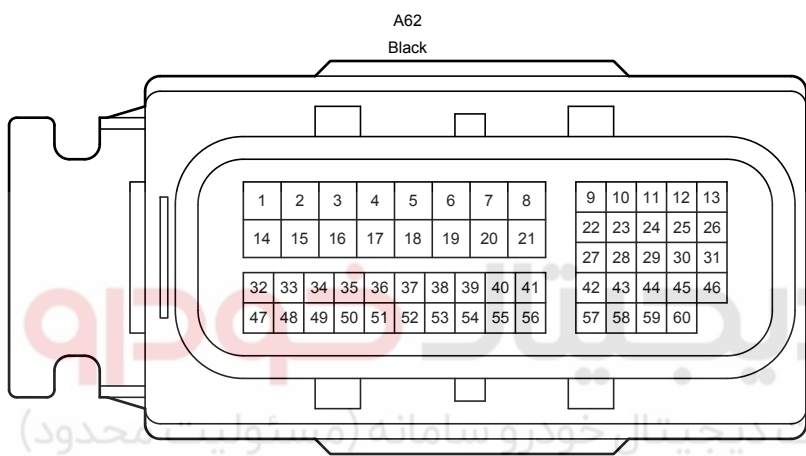 A62
Black
1 2 3 4 5 6 7 8 9 10 11 12 13
14 15 16 17 18 19 20 21 22 23 24 25 26
27 28 29 30 31
32 33 34 35 36 37 38 39 40 41 42 43 44 45 46
47 48 49 50 51 52 53 54 55 56 57 58 59 60
دیجیتال خودرو
دیجیتال خودرو سامانه (مسئولیت محدود)